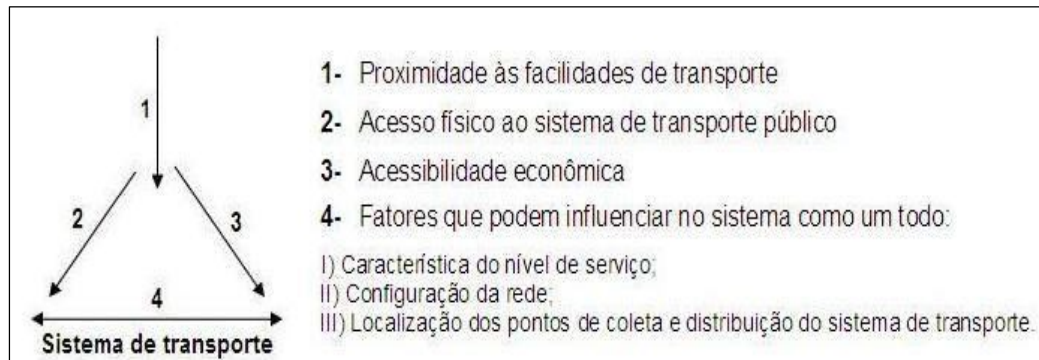 1
2
3
4
Sistema de transporte
1- Proximidade às facilidades de transporte
2- Acesso físico ao sistema de transporte público
3- Acessibilidade econômica
4- Fatores que podem influenciar no sistema como um todo:
I) Característica do nível de serviço;
II) Configuração da rede;
III) Localização dos pontos de coleta e distribuição do sistema de transporte.